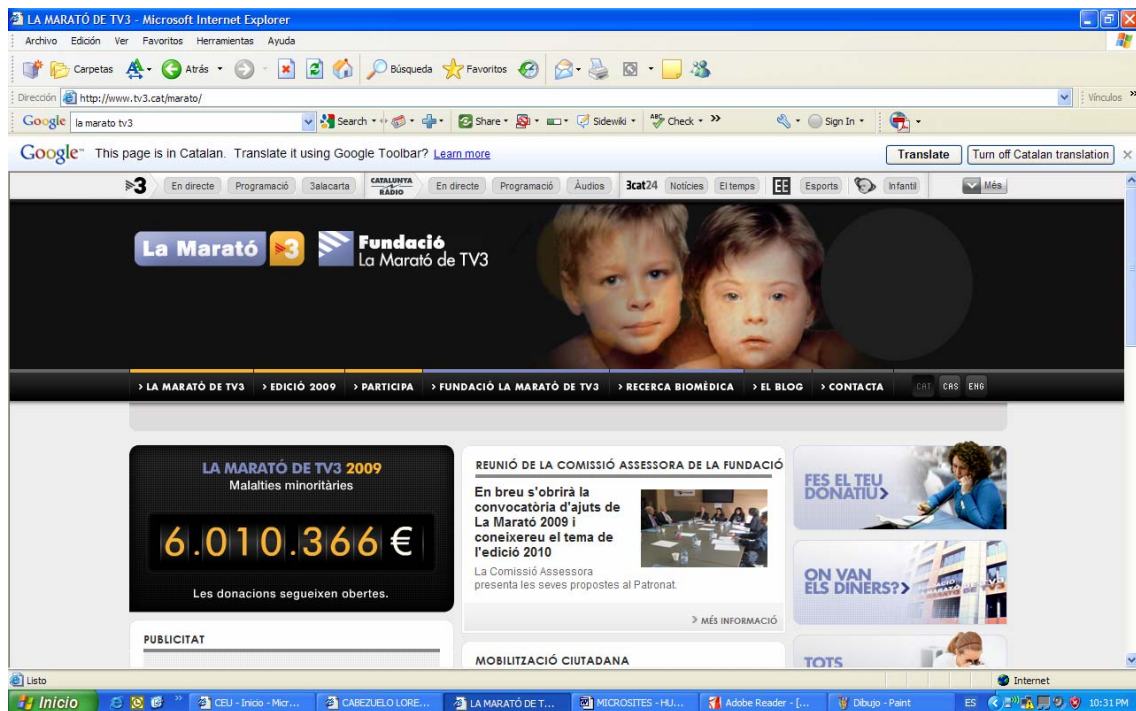 LA MARATÓ DE TV3 - Microsoft Internet Explorer
Archivo Edición Ver Favoritos Herramientas Ayuda
Carpetas Atrás Búsqueda Favoritos
Dirección http://www.tv3.cat/marato/ Vínculos
Google la marato tv3 Search Share Sidewiki ABC Check Sign In
Google This page is in Catalan. Translate it using Google Toolbar? Learn more Translate Turn off Catalan translation
3 En directe Programació 3alacarta CATALUNYA RÀDIO En directe Programació Àudios 3cat24 Notícies El temps EE Esports Infantil Més
La Marató 3 Fundació
La Marató de TV3
> LA MARATÓ DE TV3 > EDICIÓ 2009 > PARTICIPA > FUNDACIÓ LA MARATÓ DE TV3 > RECERCA BIOMÈDICA > EL BLOG > CONTACTA CAT CAS ENG
LA MARATÓ DE TV3 2009
Malalties minoritàries
6.010.366 €
Les donacions segueixen obertes.
PUBLICITAT
REUNIÓ DE LA COMISSIÓ ASSESSORA DE LA FUNDACIÓ
En breu s'obrirà la
convocatòria d'ajuts de
La Marató 2009 i
coneixereu el tema de
l'edició 2010
La Comissió Assessora
presenta les seves propostes al Patronat.
> MÉS INFORMACIÓ
MOBILITZACIÓ CIUTADANA
FES EL TEU
DONATIU>
ON VAN
ELS DINERS?>
TOTS
Listo Internet
Inicio CEU - Inicio - Micr... CABEZUELO LORE... LA MARATÓ DE T... MICROSITES - HU... Adobe Reader - [... Dibujo - Paint ES 10:31 PM